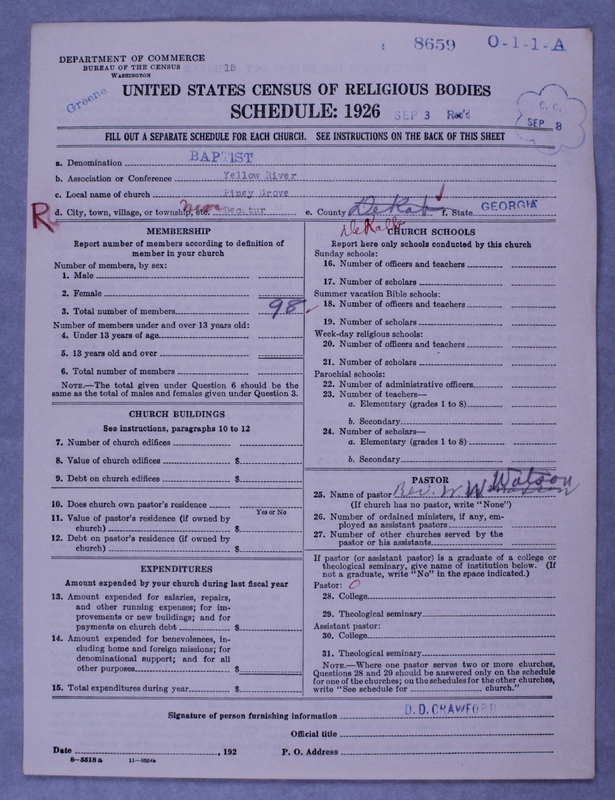 8659 O-1-1-A
DEPARTMENT OF COMMERCE
BUREAU OF THE CENSUS
WASHINGTON
15
Greene
UNITED STATES CENSUS OF RELIGIOUS BODIES
SCHEDULE: 1926
SEP 3 Rec'd
C. C.
SEP 8
FILL OUT A SEPARATE SCHEDULE FOR EACH CHURCH. SEE INSTRUCTIONS ON THE BACK OF THIS SHEET
a. Denomination BAPTIST
b. Association or Conference Yellow River
c. Local name of church Piney Grove
R
d. City, town, village, or township, etc. near Decatur e. County DeKalb f. State GEORGIA
DeKalb
MEMBERSHIP
Report number of members according to definition of
member in your church
Number of members, by sex:
1. Male
2. Female
3. Total number of members 98
Number of members under and over 13 years old:
4. Under 13 years of age
5. 13 years old and over
6. Total number of members
NOTE.—The total given under Question 6 should be the
same as the total of males and females given under Question 3.
CHURCH BUILDINGS
See instructions, paragraphs 10 to 12
7. Number of church edifices
8. Value of church edifices $
9. Debt on church edifices $
10. Does church own pastor's residence
Yes or No
11. Value of pastor's residence (if owned by
church) $
12. Debt on pastor's residence (if owned by
church) $
EXPENDITURES
Amount expended by your church during last fiscal year
13. Amount expended for salaries, repairs,
and other running expenses; for im-
provements or new buildings; and for
payments on church debt $
14. Amount expended for benevolences, in-
cluding home and foreign missions; for
denominational support; and for all
other purposes $
15. Total expenditures during year $
CHURCH SCHOOLS
Report here only schools conducted by this church
Sunday schools:
16. Number of officers and teachers
17. Number of scholars
Summer vacation Bible schools:
18. Number of officers and teachers
19. Number of scholars
Week-day religious schools:
20. Number of officers and teachers
21. Number of scholars
Parochial schools:
22. Number of administrative officers
23. Number of teachers—
a. Elementary (grades 1 to 8)
b. Secondary
24. Number of scholars—
a. Elementary (grades 1 to 8)
b. Secondary
PASTOR
25. Name of pastor Rev. W. W. Watson
(If church has no pastor, write "None")
26. Number of ordained ministers, if any, em-
ployed as assistant pastors
27. Number of other churches served by the
pastor or his assistants
If pastor (or assistant pastor) is a graduate of a college or
theological seminary, give name of institution below. (If
not a graduate, write "No" in the space indicated.)
Pastor: O
28. College
29. Theological seminary
Assistant pastor:
30. College
31. Theological seminary
NOTE.—Where one pastor serves two or more churches,
Questions 28 and 29 should be answered only on the schedule
for one of the churches; on the schedules for the other churches,
write "See schedule for church."
Signature of person furnishing information D. D. CRAWFORD
Official title
Date , 192 P. O. Address
8—5518a 11—9004a